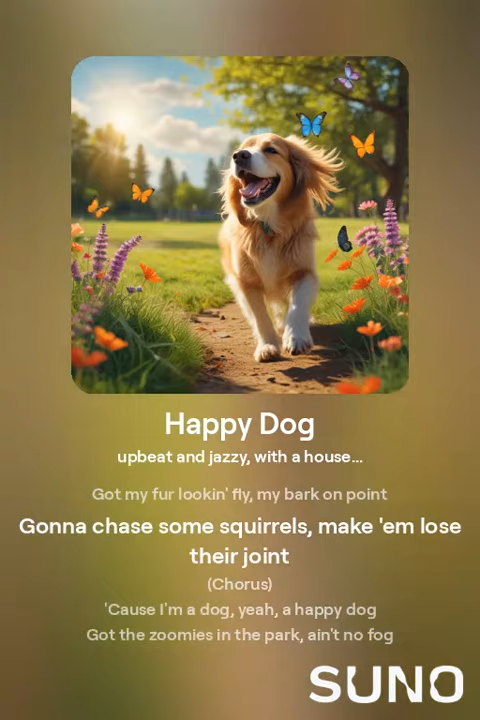 Happy Dog
upbeat and jazzy, with a house...
Got my fur lookin' fly, my bark on point
Gonna chase some squirrels, make 'em lose
their joint
(Chorus)
'Cause I'm a dog, yeah, a happy dog
Got the zoomies in the park, ain't no fog
SUNO